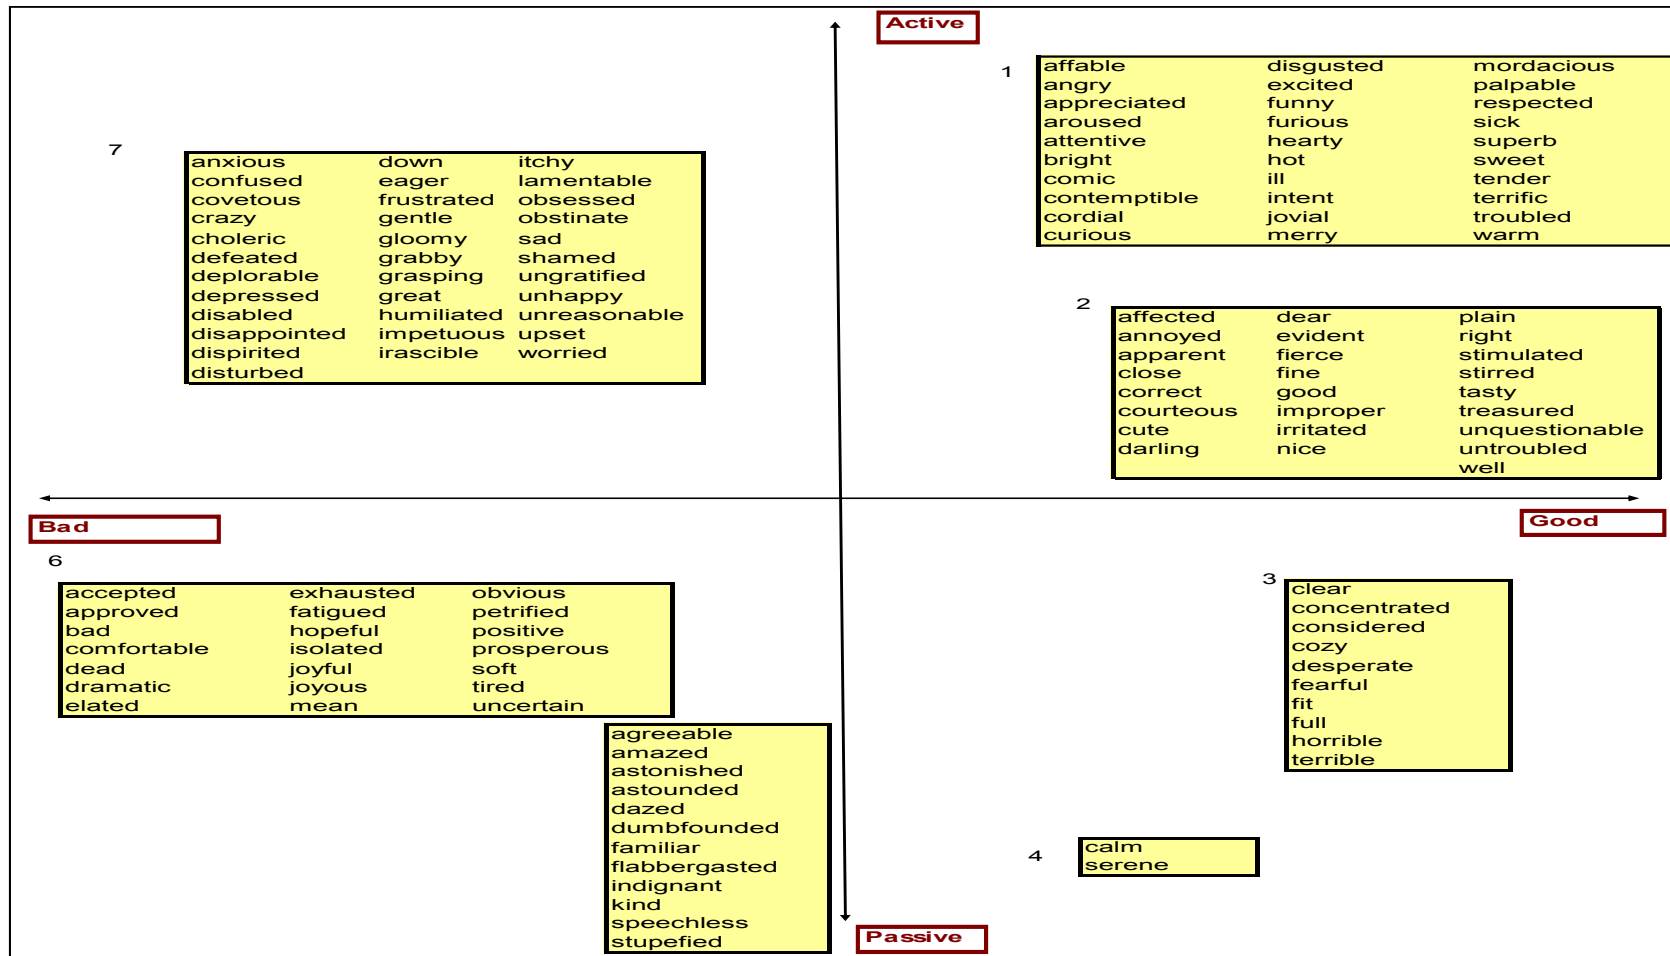 Active
1
affable disgusted mordacious
angry excited palpable
appreciated funny respected
aroused furious sick
attentive hearty superb
bright hot sweet
comic ill tender
contemptible intent terrific
cordial jovial troubled
curious merry warm
7
anxious down itchy
confused eager lamentable
covetous frustrated obsessed
crazy gentle obstinate
choleric gloomy sad
defeated grabby shamed
deplorable grasping ungratified
depressed great unhappy
disabled humiliated unreasonable
disappointed impetuous upset
dispirited irascible worried
disturbed
2
affected dear plain
annoyed evident right
apparent fierce stimulated
close fine stirred
correct good tasty
courteous improper treasured
cute irritated unquestionable
darling nice untroubled
well
Bad
Good
6
accepted exhausted obvious
approved fatigued petrified
bad hopeful positive
comfortable isolated prosperous
dead joyful soft
dramatic joyous tired
elated mean uncertain
3
clear
concentrated
considered
cozy
desperate
fearful
fit
full
horrible
terrible
agreeable
amazed
astonished
astounded
dazed
dumbfounded
familiar
flabbergasted
indignant
kind
speechless
stupefied
4
calm
serene
Passive